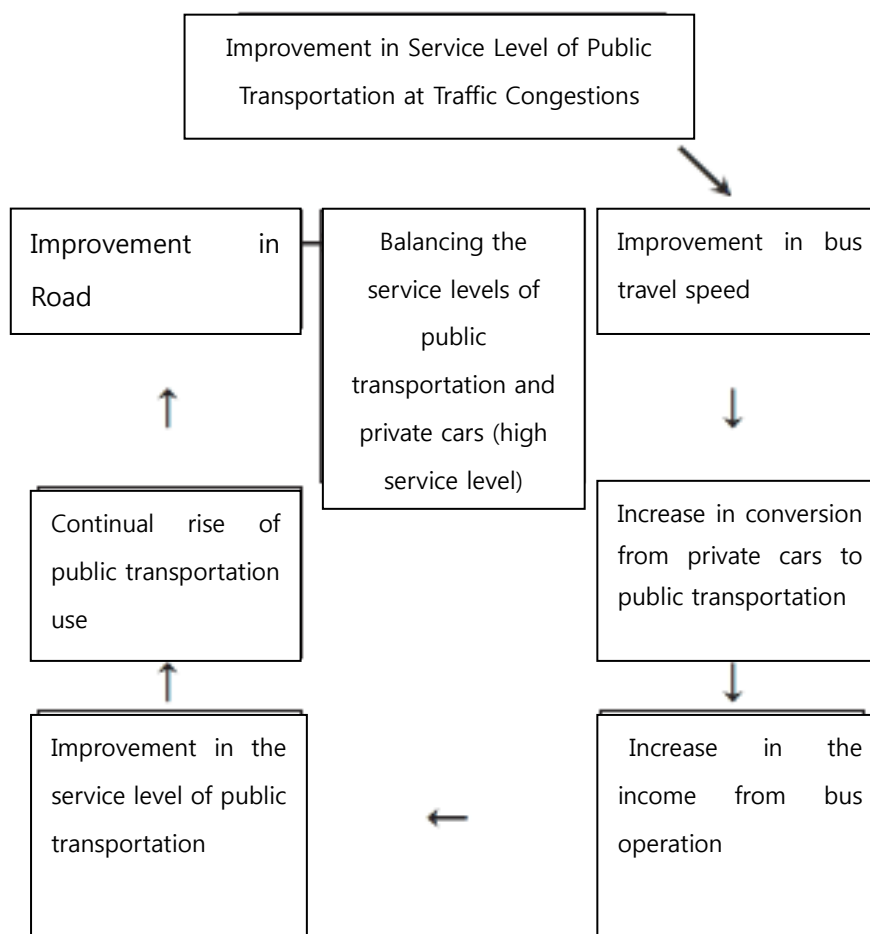 Improvement in Service Level of Public
Transportation at Traffic Congestions
Improvement in
Road
Balancing the
service levels of
public
transportation and
private cars (high
service level)
Improvement in bus
travel speed
Continual rise of
public transportation
use
Increase in conversion
from private cars to
public transportation
Improvement in the
service level of public
transportation
Increase in the
income from bus
operation